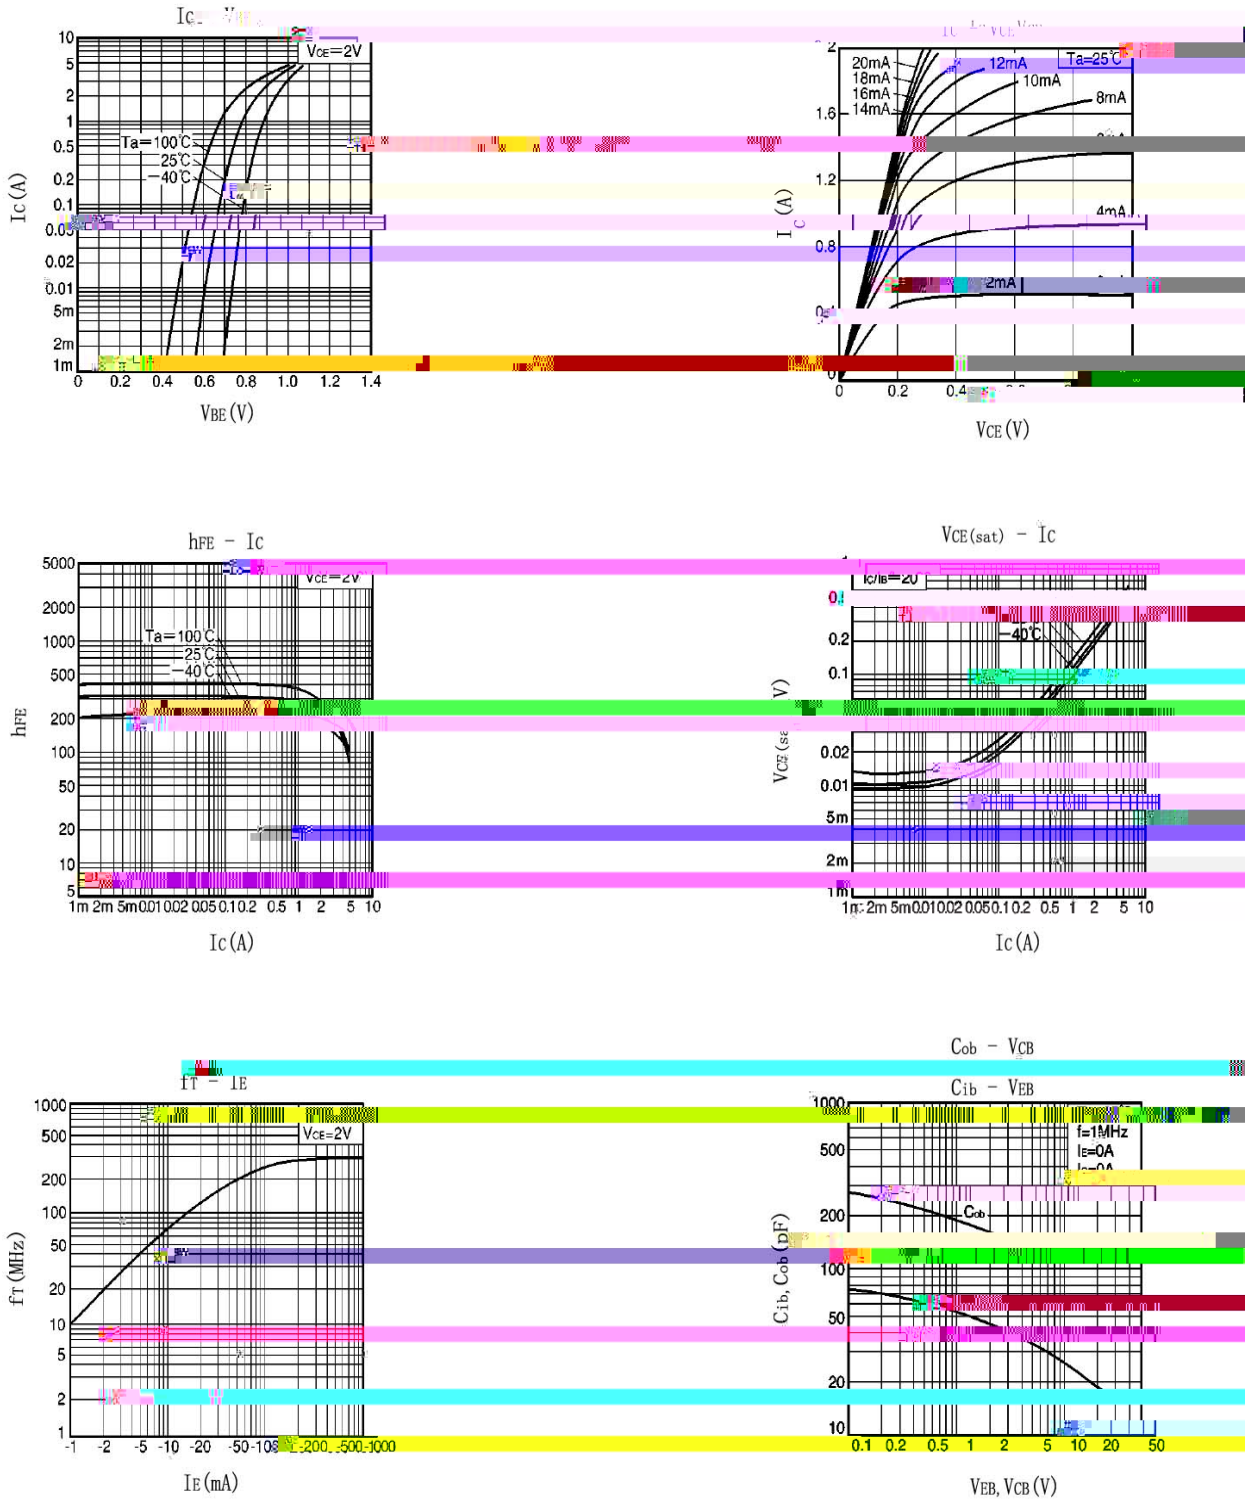 10
5
2
1
0.5
0.2
0.1
0.02
0.01
5m
2m
1m
VCE=2V
Ta=100℃
25℃
−40℃
0 0.2 0.4 0.6 0.8 1.0 1.2 1.4
IC(A)
VBE(V)
2
1.6
1.2
0.8
0
20mA
18mA
16mA
14mA
12mA
10mA
8mA
4mA
2mA
Ta=25℃
0 0.2 0.4
(A)
VCE(V)
hFE − IC
5000
2000
1000
500
200
100
50
20
10
5
VCE=2V
Ta=100℃
25℃
−40℃
1m 2m 5m 0.01 0.02 0.05 0.1 0.2 0.5 1 2 5 10
hFE
IC(A)
VCE(sat) − IC
IC/IB=20
0.2
0.1
0.02
0.01
5m
2m
1m
−40℃
1m 2m 5m 0.01 0.02 0.05 0.1 0.2 0.5 1 2 5 10
IC(A)
fT − IE
1000
500
200
100
50
20
10
5
2
1
VCE=2V
-1 -2 -5 -10 -20 -50 -200 -500 -1000
fT(MHz)
IE(mA)
Cob − VCB
Cib − VEB
1000
500
200
100
50
20
10
f=1MHz
IE=0A
Cob
0.1 0.2 0.5 1 2 5 10 20 50
Cib, Cob(pF)
VEB, VCB(V)